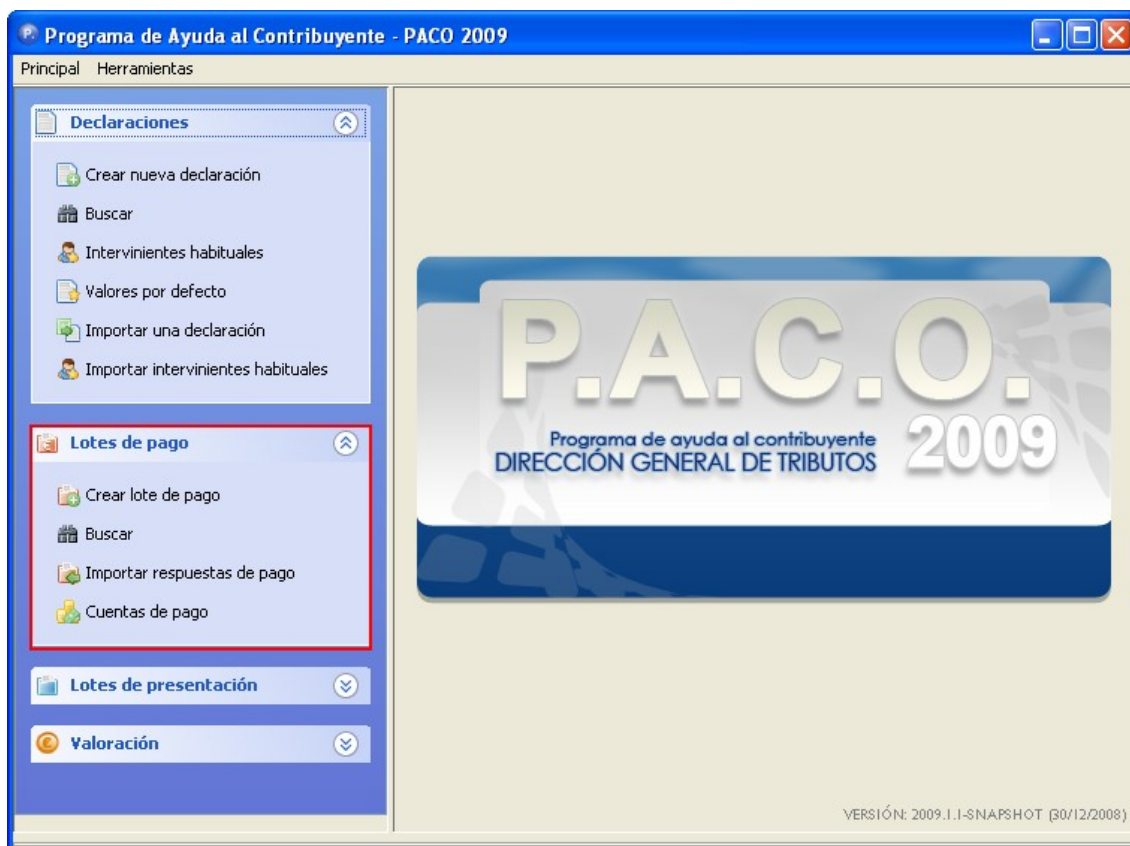 Programa de Ayuda al Contribuyente - PACO 2009
Principal Herramientas
Declaraciones
Crear nueva declaración
Buscar
Intervinientes habituales
Valores por defecto
Importar una declaración
Importar intervinientes habituales
Lotes de pago
Crear lote de pago
Buscar
Importar respuestas de pago
Cuentas de pago
Lotes de presentación
Valoración
P.A.C.O.
Programa de ayuda al contribuyente
DIRECCIÓN GENERAL DE TRIBUTOS
2009
VERSIÓN: 2009.1.1-SNAPSHOT (30/12/2008)